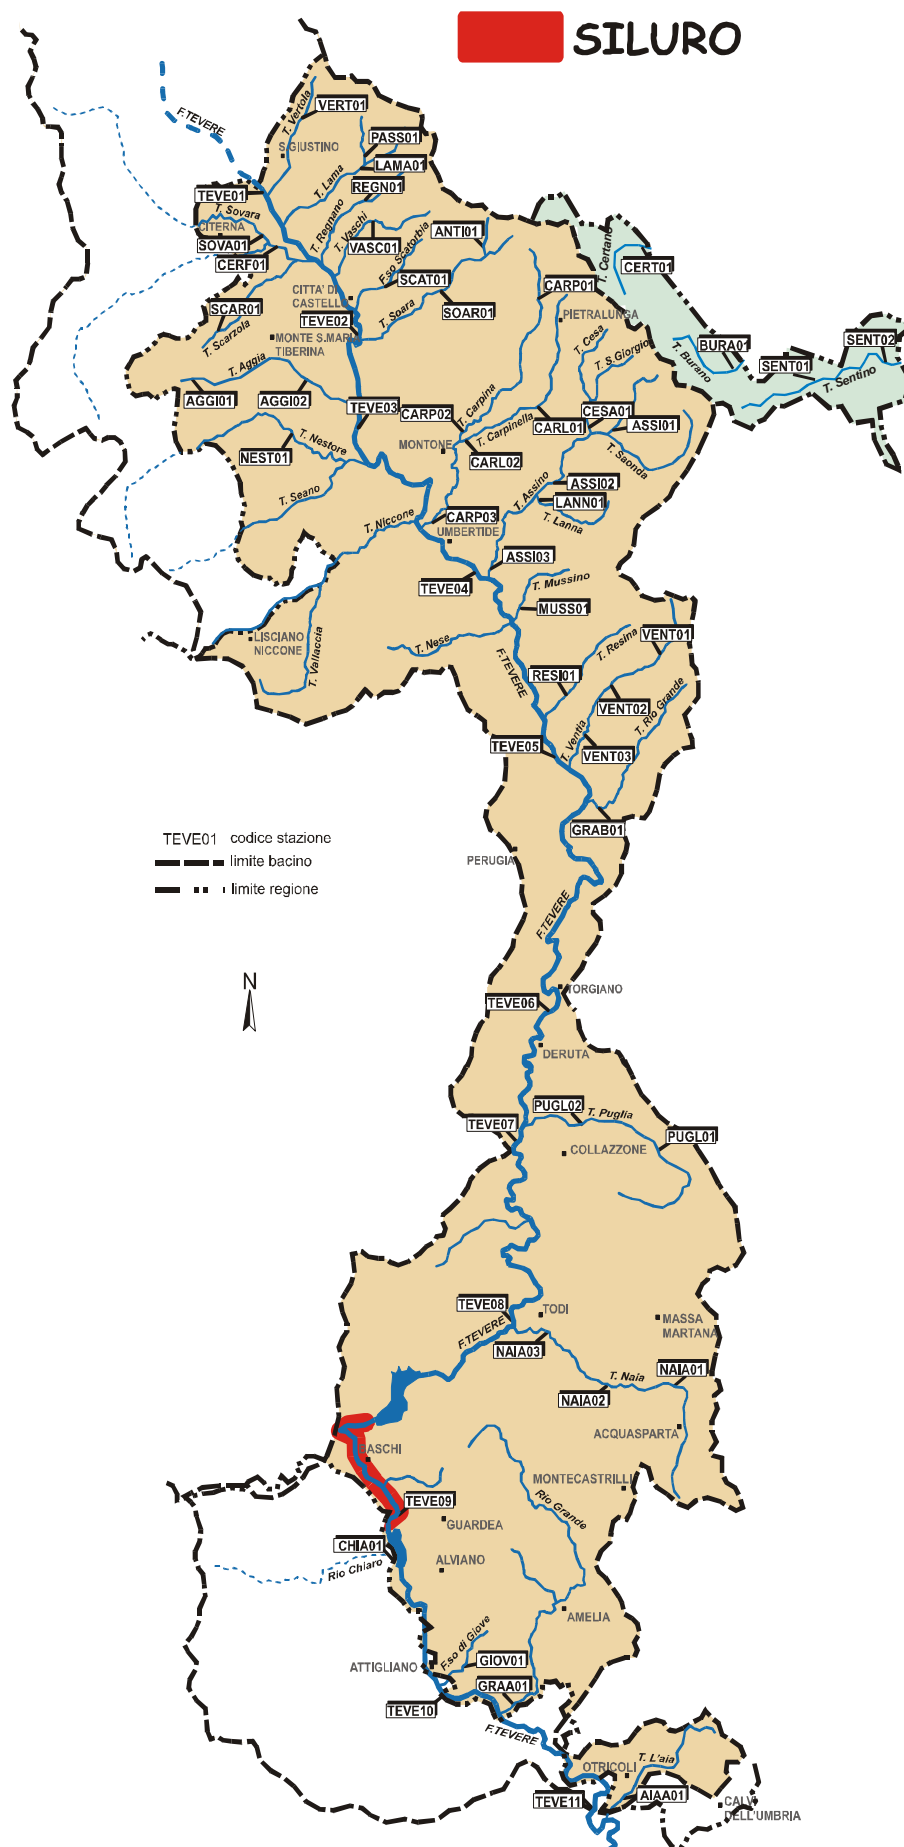 SILURO
VERT01
T. Vertola
F.TEVERE
PASS01
S.GIUSTINO
LAMA01
T. Lama
REGN01
TEVE01
T. Sovara
CITERNA
T. Regnano
T. Vaschi
SOVA01
VASC01
F.so Scatorbia
ANTI01
CERF01
T. Certano
CERT01
SCAT01
CARP01
CITTA' DI
CASTELLO
SCAR01
SOAR01
T. Soara
TEVE02
PIETRALUNGA
T. Scarzola
MONTE S.MARIA
TIBERINA
T. Cesa
T. S.Giorgio
BURA01
T. Burano
SENT02
SENT01
T. Sentino
T. Aggia
AGGI01
AGGI02
TEVE03
CARP02
T. Carpina
CESA01
CARL01
ASSI01
T. Carpinella
MONTONE
T. Nestore
NEST01
CARL02
T. Saonda
T. Seano
T. Assino
ASSI02
LANN01
T. Lanna
T. Niccone
CARP03
UMBERTIDE
ASSI03
TEVE04
T. Mussino
MUSS01
LISCIANO
NICCONE
T. Vallaccia
T. Nese
F.TEVERE
T. Resina
VENT01
RESI01
VENT02
T. Rio Grande
TEVE05
T. Ventia
VENT03
GRAB01
TEVE01 codice stazione
limite bacino
limite regione
PERUGIA
F.TEVERE
N
TORGIANO
TEVE06
DERUTA
PUGL02
T. Puglia
TEVE07
PUGL01
COLLAZZONE
TEVE08
TODI
F.TEVERE
MASSA
MARTANA
NAIA03
NAIA01
T. Naia
NAIA02
ACQUASPARTA
BASCHI
MONTECASTRILLI
TEVE09
Rio Grande
GUARDEA
CHIA01
Rio Chiaro
ALVIANO
AMELIA
F.so di Giove
ATTIGLIANO
GIOV01
GRAA01
TEVE10
F.TEVERE
OTRICOLI
T. L'aia
TEVE11
AIAA01
CALVI
DELL'UMBRIA